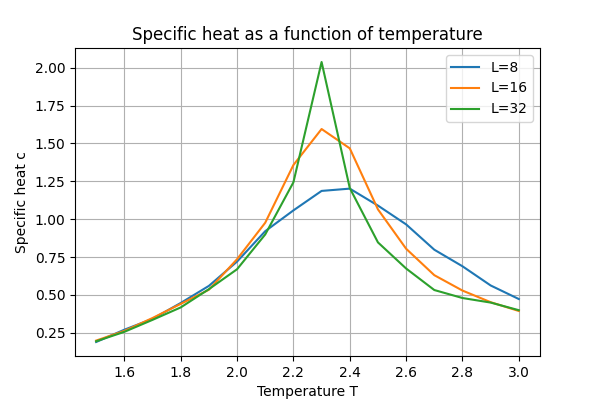 Specific heat as a function of temperature
L=8
L=16
L=32
Specific heat c
2.00
1.75
1.50
1.25
1.00
0.75
0.50
0.25
1.6 1.8 2.0 2.2 2.4 2.6 2.8 3.0
Temperature T